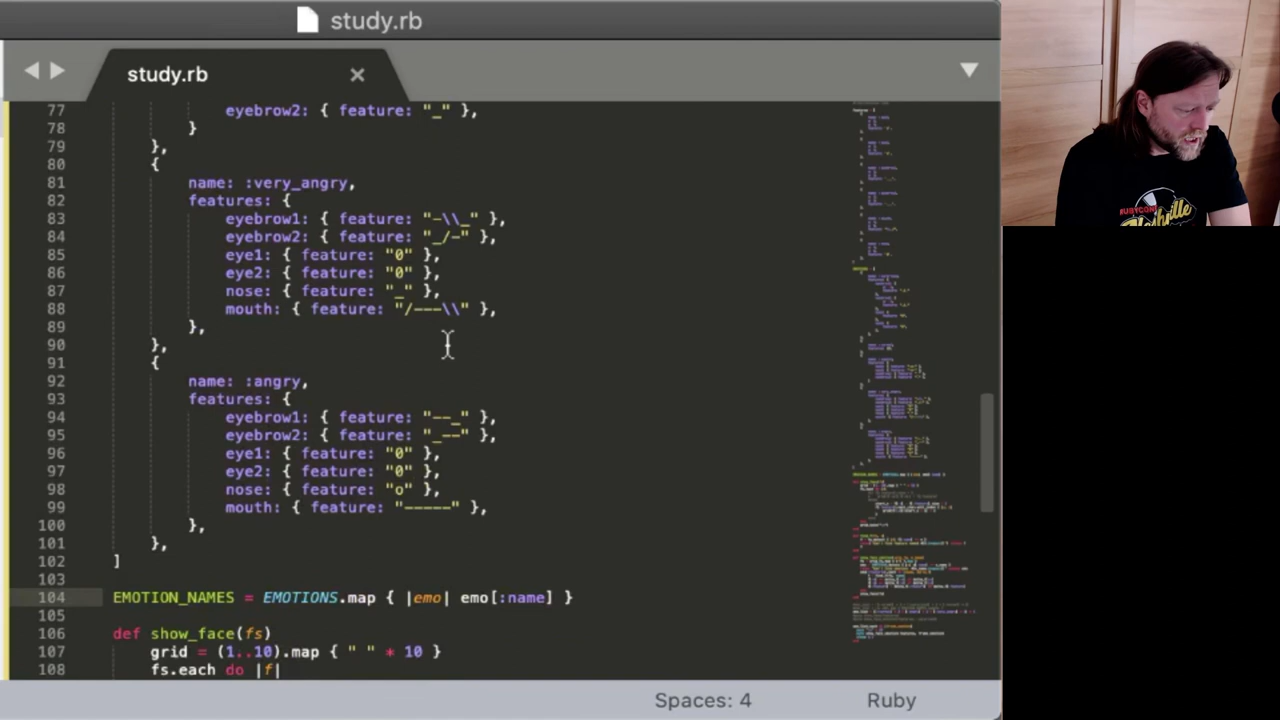 study.rb
study.rb ×
77 eyebrow2: { feature: "_" },
78 }
79 },
80 {
81 name: :very_angry,
82 features: {
83 eyebrow1: { feature: "-\\_" },
84 eyebrow2: { feature: "_/-" },
85 eye1: { feature: "0" },
86 eye2: { feature: "0" },
87 nose: { feature: "_" },
88 mouth: { feature: "/---\\" },
89 },
90 },
91 {
92 name: :angry,
93 features: {
94 eyebrow1: { feature: "--_" },
95 eyebrow2: { feature: "_--" },
96 eye1: { feature: "0" },
97 eye2: { feature: "0" },
98 nose: { feature: "o" },
99 mouth: { feature: "-----" },
100 },
101 },
102 ]
103
104 EMOTION_NAMES = EMOTIONS.map { |emo| emo[:name] }
105
106 def show_face(fs)
107 grid = (1..10).map { " " * 10 }
108 fs.each do |f|
Spaces: 4 Ruby
RUBYCONF
Nashville